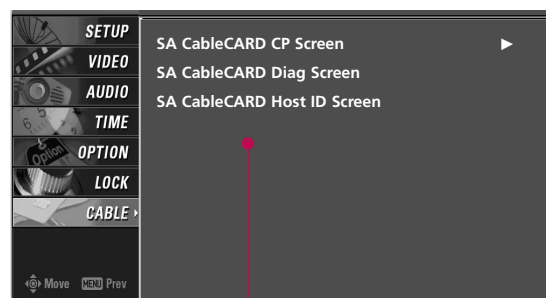 SETUP
VIDEO
AUDIO
TIME
OPTION
LOCK
CABLE
Move MENU Prev
SA CableCARD CP Screen
SA CableCARD Diag Screen
SA CableCARD Host ID Screen
Option